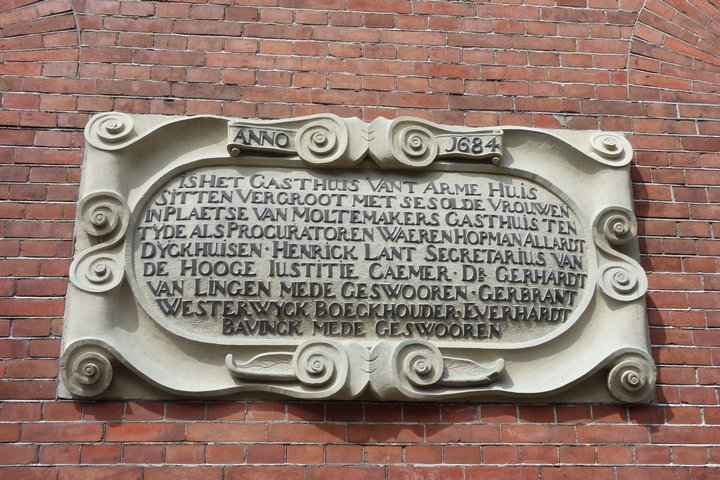 ANNO 1684
IS HET GASTHUIS VANT ARME HUIS
SITTEN VERGROOT MET SES OLDE VROUWEN
IN PLAETSE VAN MOLTEMAKERS GASTHUIS TEN
TYDE ALS PROCURATOREN WAEREN HOPMAN ALLARDT
DYCKHUISEN · HENRICK LANT SECRETARIUS VAN
DE HOOGE IUSTITIE CAEMER · DR GERHARDT
VAN LINGEN MEDE GESWOOREN · GERBRANT
WESTERWYCK BOECKHOUDER · EVERHARDT
BAVINCK MEDE GESWOOREN